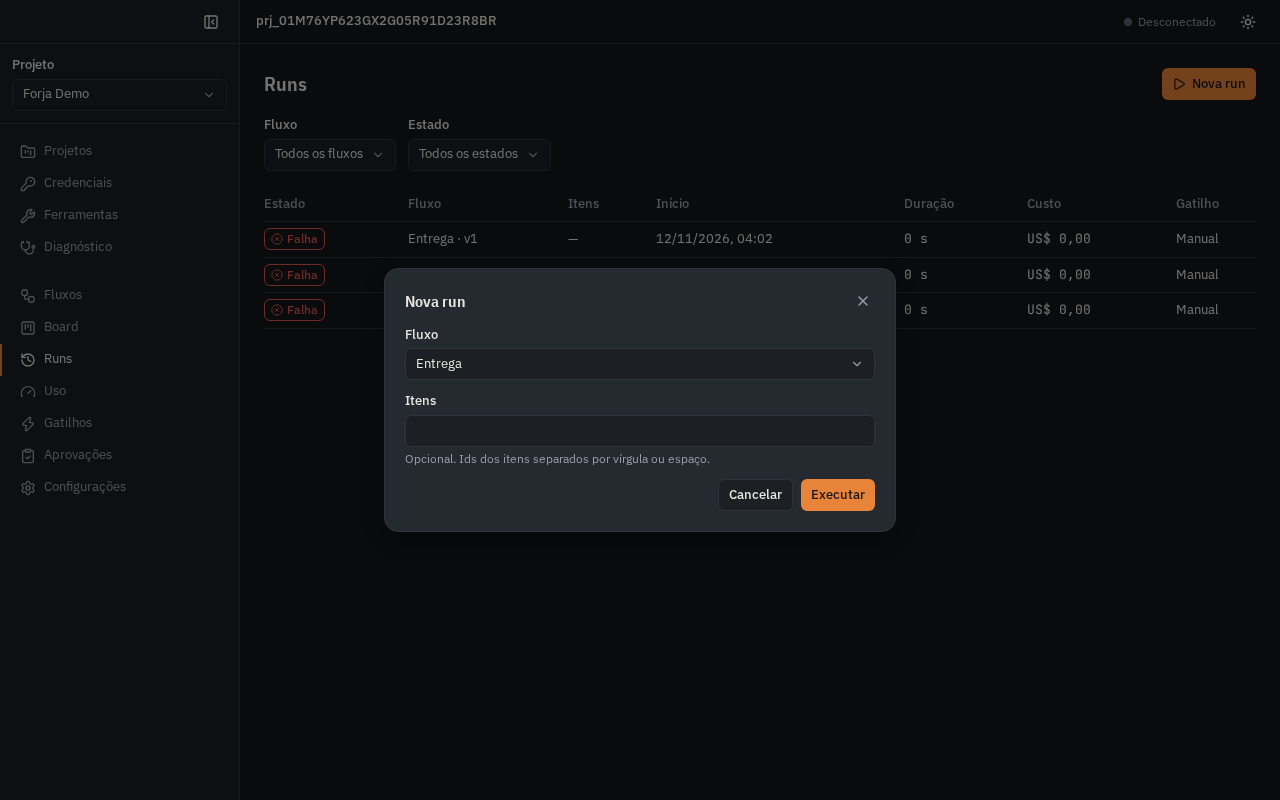 prj_01M76YP623GX2G05R91D23R8BR
Desconectado
Projeto
Forja Demo
Projetos
Credenciais
Ferramentas
Diagnóstico
Fluxos
Board
Runs
Uso
Gatilhos
Aprovações
Configurações
Runs
Nova run
Fluxo
Estado
Todos os fluxos
Todos os estados
Estado Fluxo Itens Início Duração Custo Gatilho
Falha Entrega · v1 — 12/11/2026, 04:02 0 s US$ 0,00 Manual
Falha 0 s US$ 0,00 Manual
Falha 0 s US$ 0,00 Manual
Nova run
Fluxo
Entrega
Itens
Opcional. Ids dos itens separados por vírgula ou espaço.
Cancelar
Executar